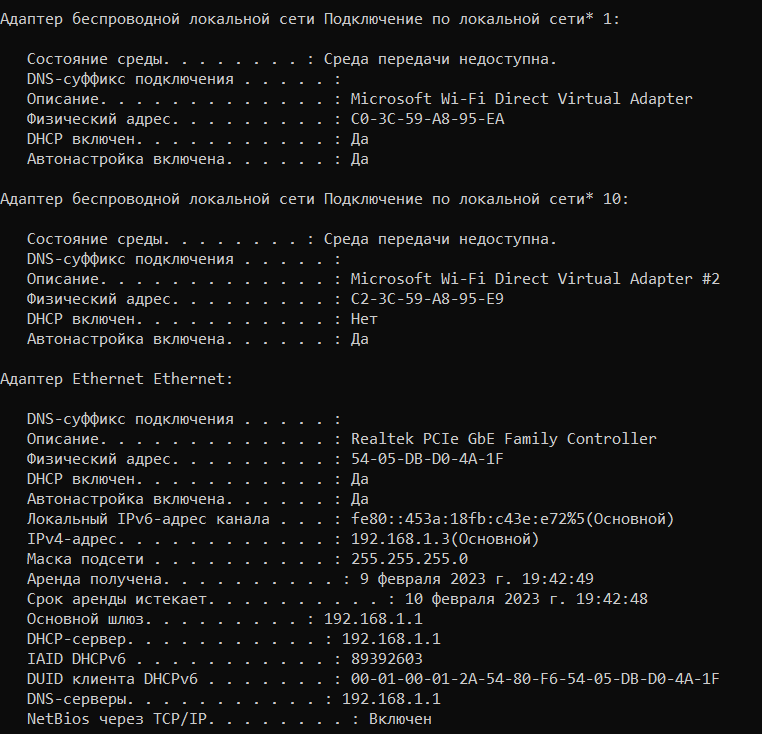 Адаптер беспроводной локальной сети Подключение по локальной сети* 1:
Состояние среды. . . . . . . . : Среда передачи недоступна.
DNS-суффикс подключения . . . . . :
Описание. . . . . . . . . . . . . : Microsoft Wi-Fi Direct Virtual Adapter
Физический адрес. . . . . . . . . : C0-3C-59-A8-95-EA
DHCP включен. . . . . . . . . . . : Да
Автонастройка включена. . . . . . : Да
Адаптер беспроводной локальной сети Подключение по локальной сети* 10:
Состояние среды. . . . . . . . : Среда передачи недоступна.
DNS-суффикс подключения . . . . . :
Описание. . . . . . . . . . . . . : Microsoft Wi-Fi Direct Virtual Adapter #2
Физический адрес. . . . . . . . . : C2-3C-59-A8-95-E9
DHCP включен. . . . . . . . . . . : Нет
Автонастройка включена. . . . . . : Да
Адаптер Ethernet Ethernet:
DNS-суффикс подключения . . . . . :
Описание. . . . . . . . . . . . . : Realtek PCIe GbE Family Controller
Физический адрес. . . . . . . . . : 54-05-DB-D0-4A-1F
DHCP включен. . . . . . . . . . . : Да
Автонастройка включена. . . . . . : Да
Локальный IPv6-адрес канала . . . : fe80::453a:18fb:c43e:e72%5(Основной)
IPv4-адрес. . . . . . . . . . . . : 192.168.1.3(Основной)
Маска подсети . . . . . . . . . . : 255.255.255.0
Аренда получена. . . . . . . . . . : 9 февраля 2023 г. 19:42:49
Срок аренды истекает. . . . . . . . . . : 10 февраля 2023 г. 19:42:48
Основной шлюз. . . . . . . . . : 192.168.1.1
DHCP-сервер. . . . . . . . . . . : 192.168.1.1
IAID DHCPv6 . . . . . . . . . . . : 89392603
DUID клиента DHCPv6 . . . . . . . : 00-01-00-01-2A-54-80-F6-54-05-DB-D0-4A-1F
DNS-серверы. . . . . . . . . . . : 192.168.1.1
NetBios через TCP/IP. . . . . . . . : Включен